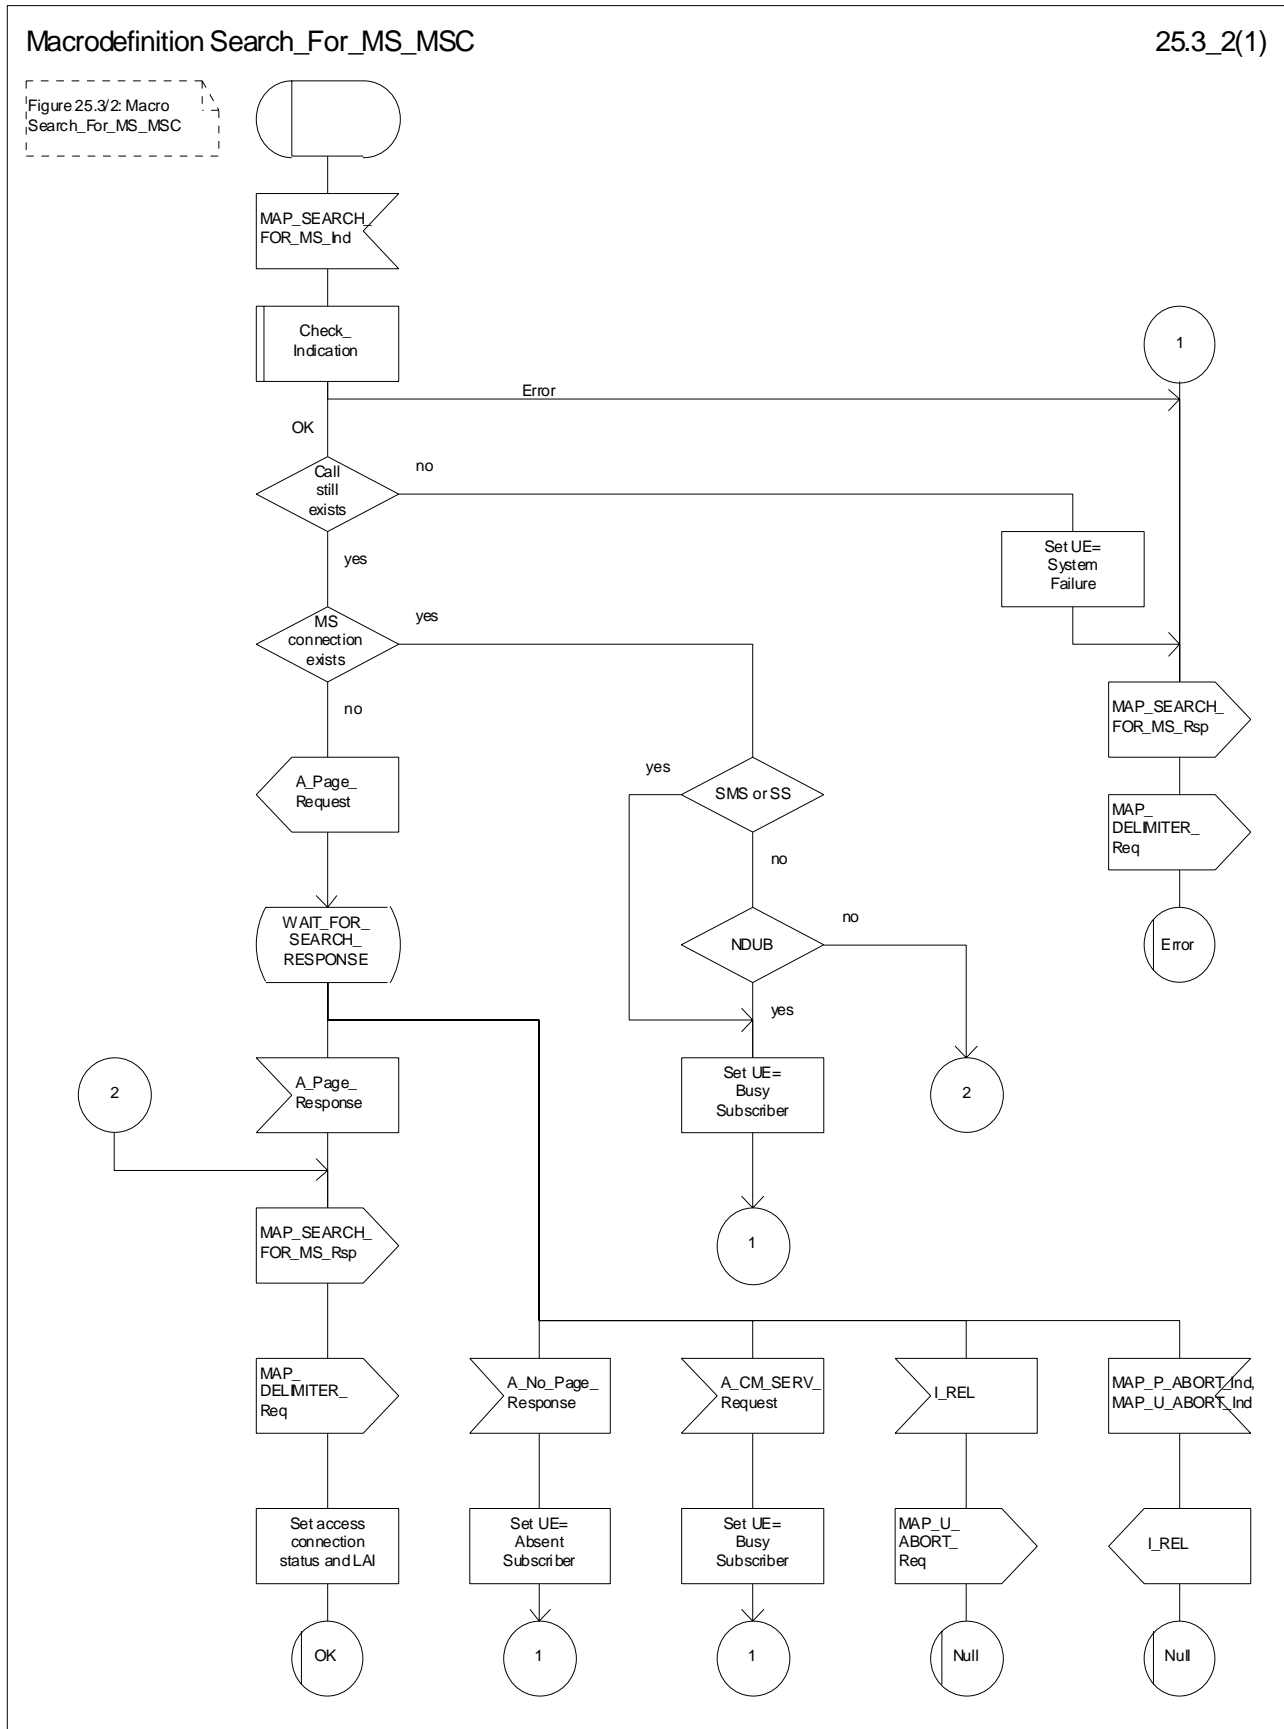 Macrodefinition Search_For_MS_MSC
25.3_2(1)
Figure 25.3/2: Macro
Search_For_MS_MSC
MAP_SEARCH_
FOR_MS_Ind
Check_
Indication
1
Error
OK
Call
still
exists
no
Set UE=
System
Failure
yes
MS
connection
exists
yes
no
MAP_SEARCH_
FOR_MS_Rsp
A_Page_
Request
yes
SMS or SS
MAP_
DELIMITER_
Req
no
WAIT_FOR_
SEARCH_
RESPONSE
NDUB
no
Error
yes
2
A_Page_
Response
Set UE=
Busy
Subscriber
2
MAP_SEARCH_
FOR_MS_Rsp
1
MAP_
DELIMITER_
Req
A_No_Page_
Response
A_CM_SERV_
Request
I_REL
MAP_P_ABORT_Ind,
MAP_U_ABORT_Ind
Set access
connection
status and LAI
Set UE=
Absent
Subscriber
Set UE=
Busy
Subscriber
MAP_U_
ABORT_
Req
I_REL
OK
1
1
Null
Null